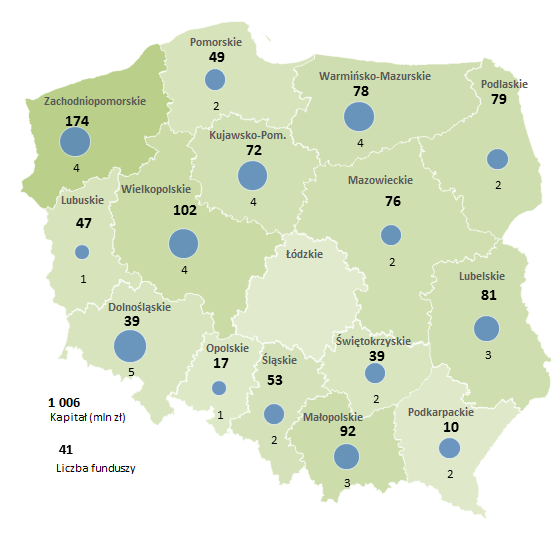 Pomorskie
49
2
Warmińsko-Mazurskie
78
4
Podlaskie
79
2
Zachodniopomorskie
174
4
Kujawsko-Pom.
72
4
Mazowieckie
76
2
Wielkopolskie
102
4
Lubuskie
47
1
Łódzkie
Lubelskie
81
3
Dolnośląskie
39
5
Opolskie
17
1
Śląskie
53
2
Świętokrzyskie
39
2
Małopolskie
92
3
Podkarpackie
10
2
1 006
Kapitał (mln zł)
41
Liczba funduszy